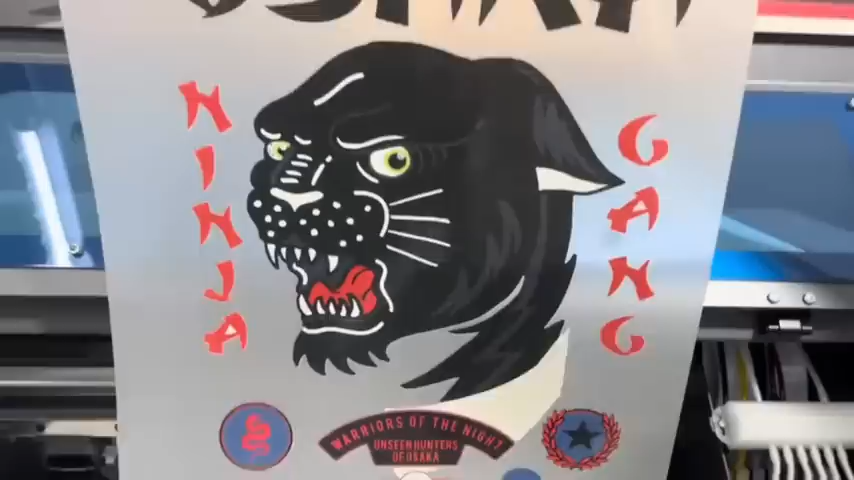 NINJA
GANG
WARRIORS OF THE NIGHT
UNSEEN HUNTERS
OF OSAKA